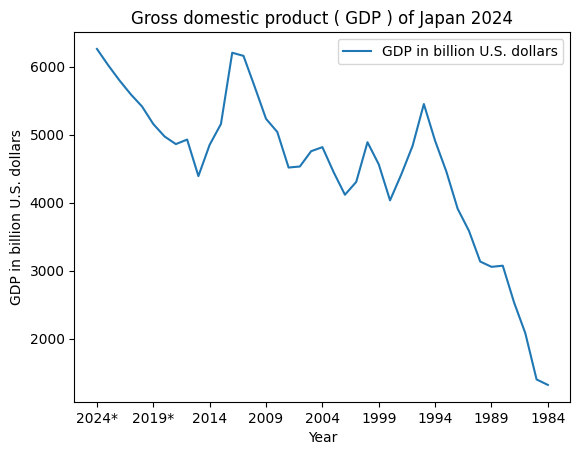 Gross domestic product ( GDP ) of Japan 2024
GDP in billion U.S. dollars
GDP in billion U.S. dollars
6000
5000
4000
3000
2000
2024* 2019* 2014 2009 2004 1999 1994 1989 1984
Year